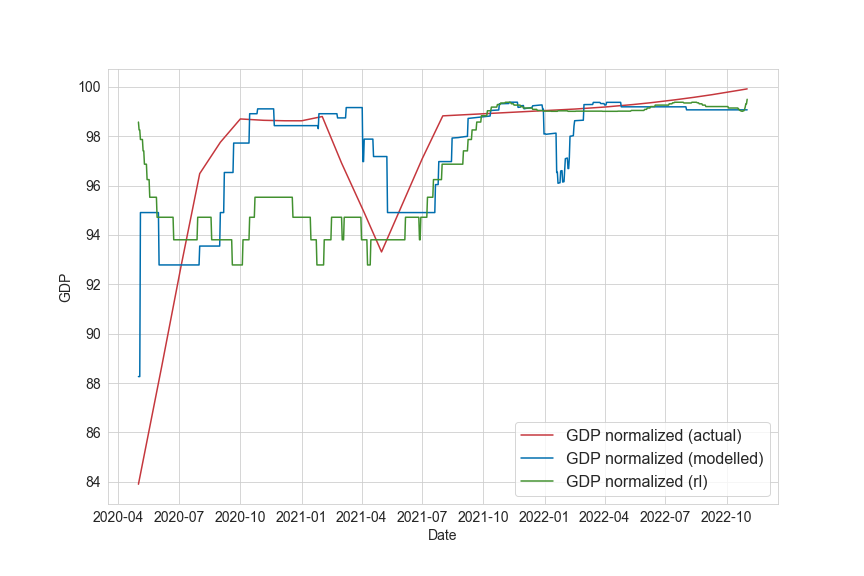 100
98
96
94
92
90
88
86
84
GDP
GDP normalized (actual)
GDP normalized (modelled)
GDP normalized (rl)
2020-04 2020-07 2020-10 2021-01 2021-04 2021-07 2021-10 2022-01 2022-04 2022-07 2022-10
Date